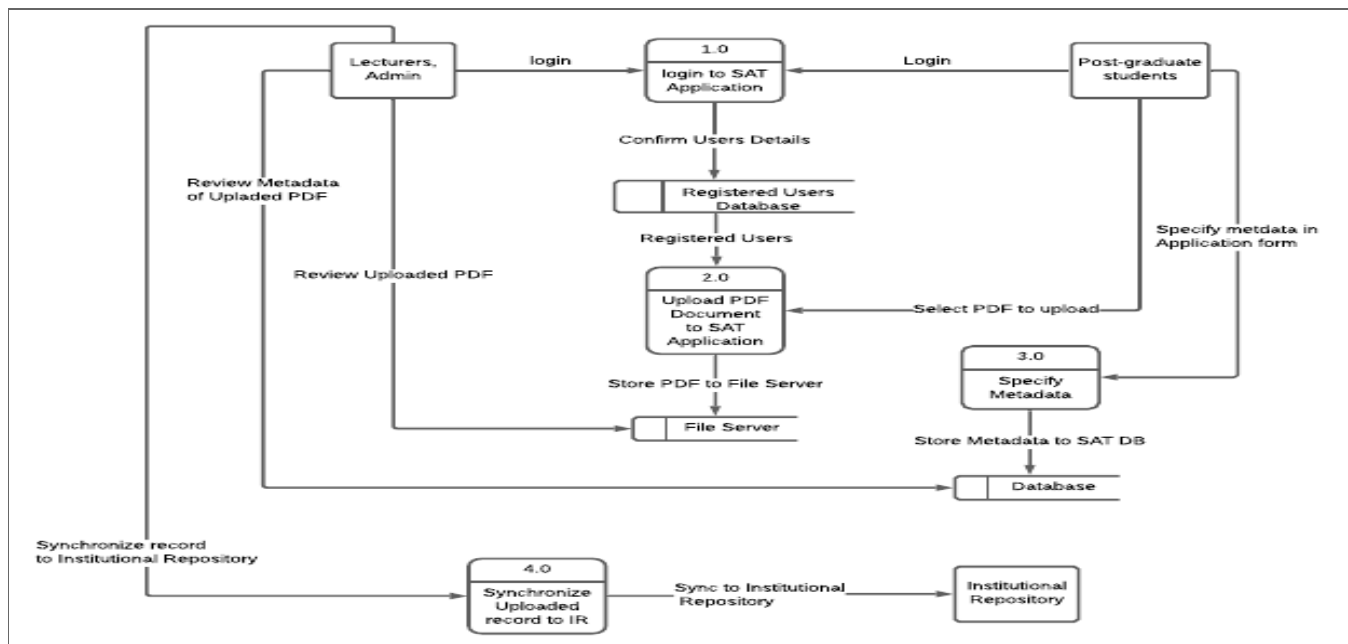 Lecturers,
Admin
login
1.0
login to SAT
Application
Login
Post-graduate
students
Confirm Users Details
Review Metadata
of Upladed PDF
Registered Users
Database
Specify metdata in
Application form
Registered Users
Review Uploaded PDF
2.0
Upload PDF
Document
to SAT
Application
Select PDF to upload
3.0
Specify
Metadata
Store PDF to File Server
File Server
Store Metadata to SAT DB
Database
Synchronize record
to Institutional Repository
4.0
Synchronize
Uploaded
record to IR
Sync to Institutional
Repository
Institutional
Repository